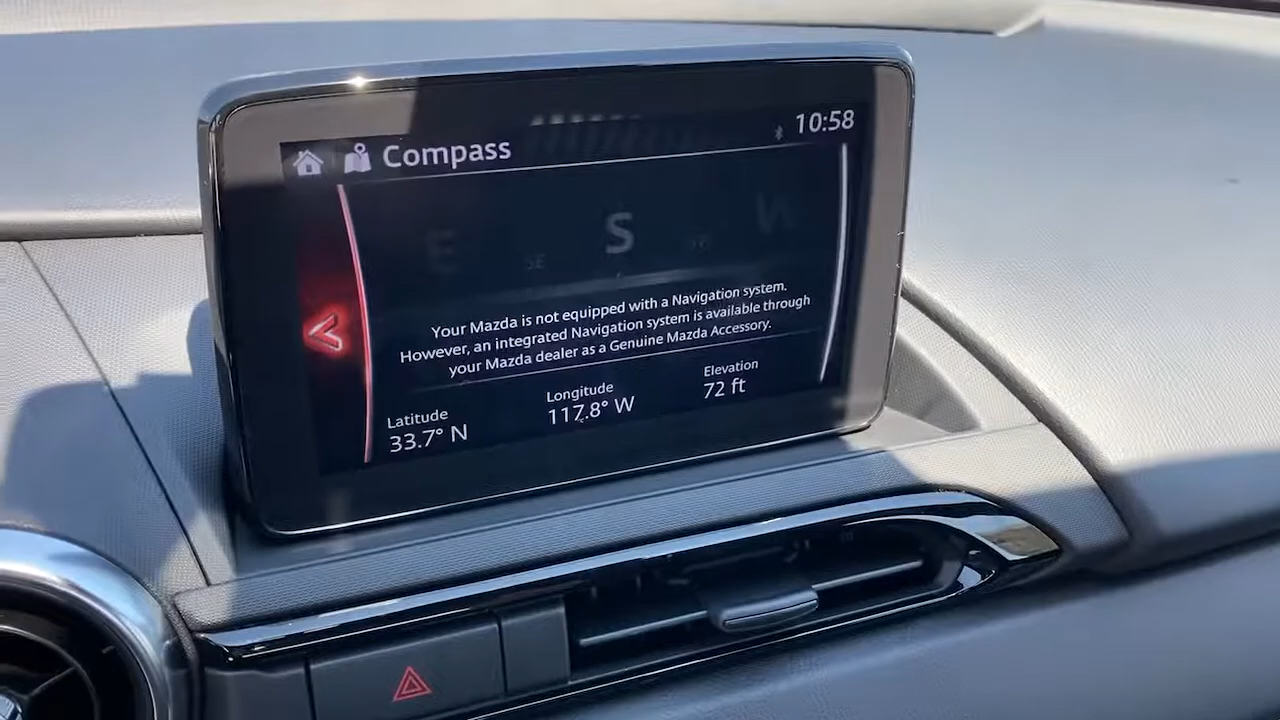 Compass
10:58
E SE S W
Your Mazda is not equipped with a Navigation system.
However, an integrated Navigation system is available through
your Mazda dealer as a Genuine Mazda Accessory.
Latitude Longitude Elevation
33.7° N 117.8° W 72 ft